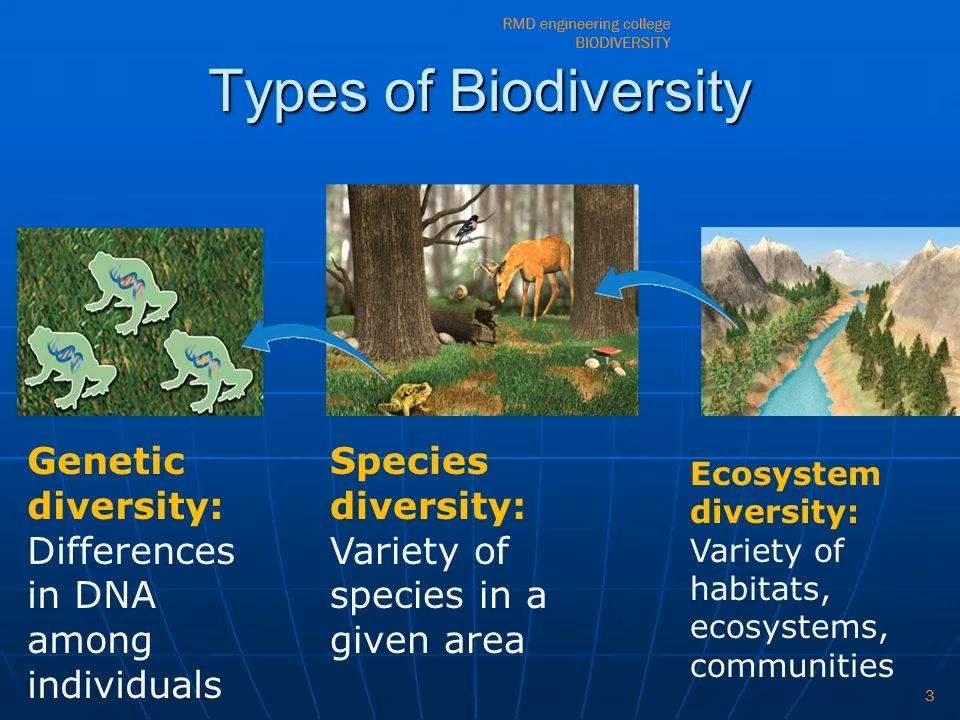 RMD engineering college
BIODIVERSITY
Types of Biodiversity
Genetic
diversity:
Differences
in DNA
among
individuals
Species
diversity:
Variety of
species in a
given area
Ecosystem
diversity:
Variety of
habitats,
ecosystems,
communities
3